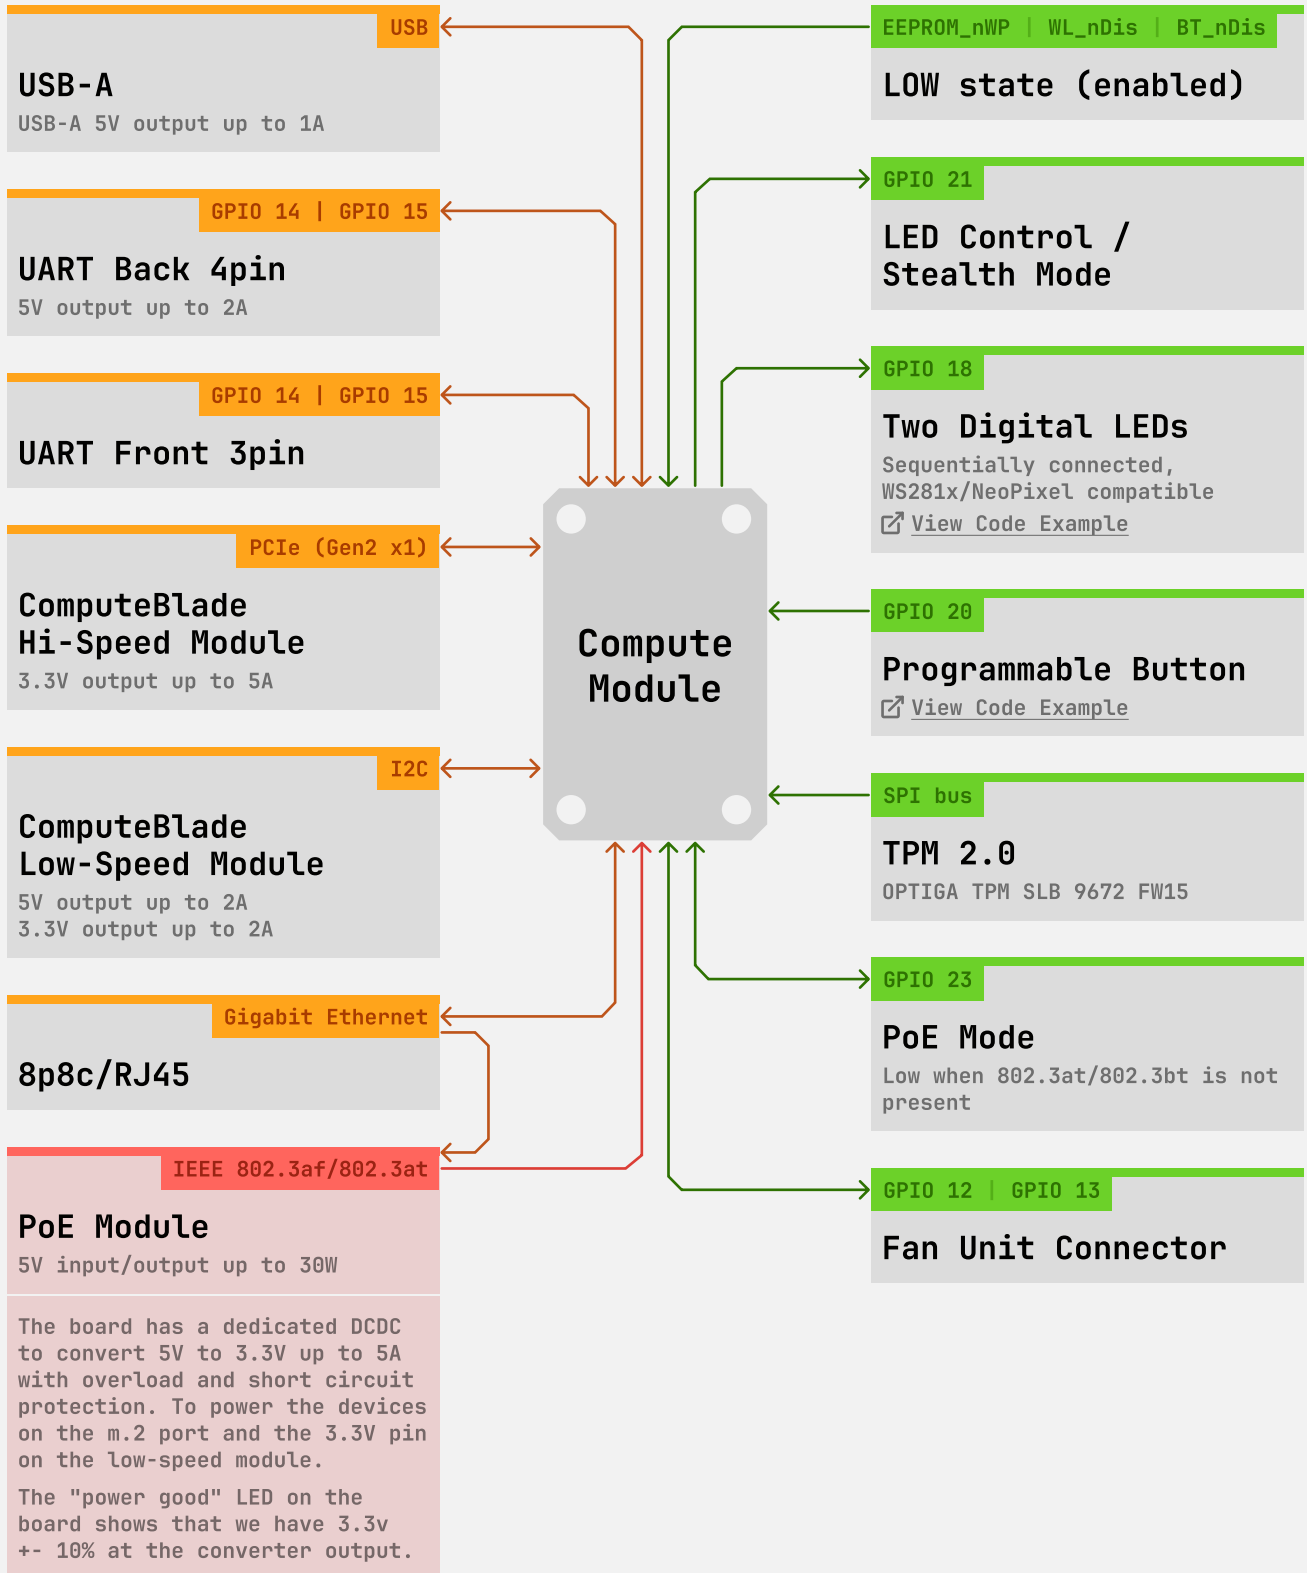 USB
USB-A
USB-A 5V output up to 1A
GPIO 14 | GPIO 15
UART Back 4pin
5V output up to 2A
GPIO 14 | GPIO 15
UART Front 3pin
PCIe (Gen2 x1)
ComputeBlade
Hi-Speed Module
3.3V output up to 5A
I2C
ComputeBlade
Low-Speed Module
5V output up to 2A
3.3V output up to 2A
Gigabit Ethernet
8p8c/RJ45
IEEE 802.3af/802.3at
PoE Module
5V input/output up to 30W
The board has a dedicated DCDC
to convert 5V to 3.3V up to 5A
with overload and short circuit
protection. To power the devices
on the m.2 port and the 3.3V pin
on the low-speed module.
The "power good" LED on the
board shows that we have 3.3v
+- 10% at the converter output.
Compute
Module
EEPROM_nWP | WL_nDis | BT_nDis
LOW state (enabled)
GPIO 21
LED Control /
Stealth Mode
GPIO 18
Two Digital LEDs
Sequentially connected,
WS281x/NeoPixel compatible
View Code Example
GPIO 20
Programmable Button
View Code Example
SPI bus
TPM 2.0
OPTIGA TPM SLB 9672 FW15
GPIO 23
PoE Mode
Low when 802.3at/802.3bt is not
present
GPIO 12 | GPIO 13
Fan Unit Connector